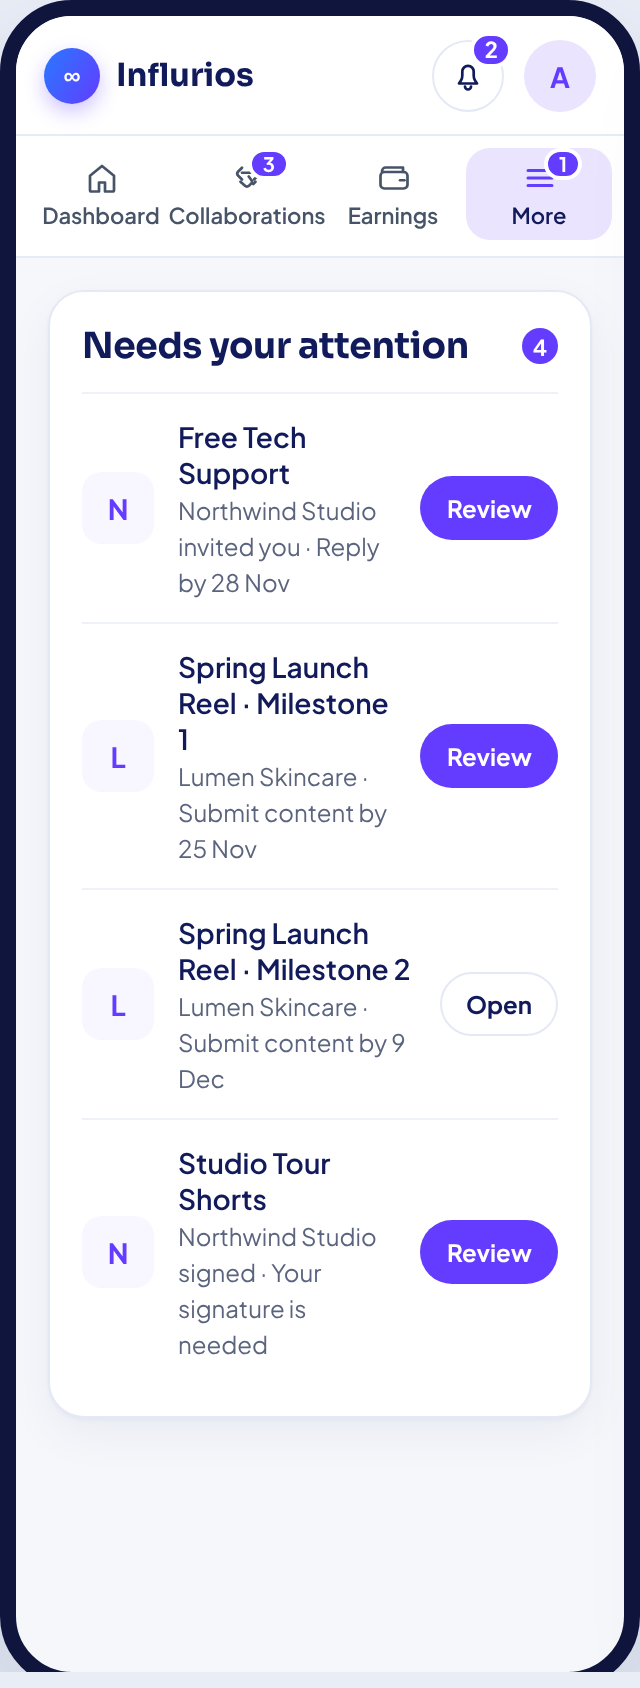 ∞ Influrios
2
A
Dashboard
3
Collaborations
Earnings
1
More
Needs your attention
4
N
Free Tech
Support
Northwind Studio
invited you · Reply
by 28 Nov
Review
L
Spring Launch
Reel · Milestone
1
Lumen Skincare ·
Submit content by
25 Nov
Review
L
Spring Launch
Reel · Milestone 2
Lumen Skincare ·
Submit content by 9
Dec
Open
N
Studio Tour
Shorts
Northwind Studio
signed · Your
signature is
needed
Review